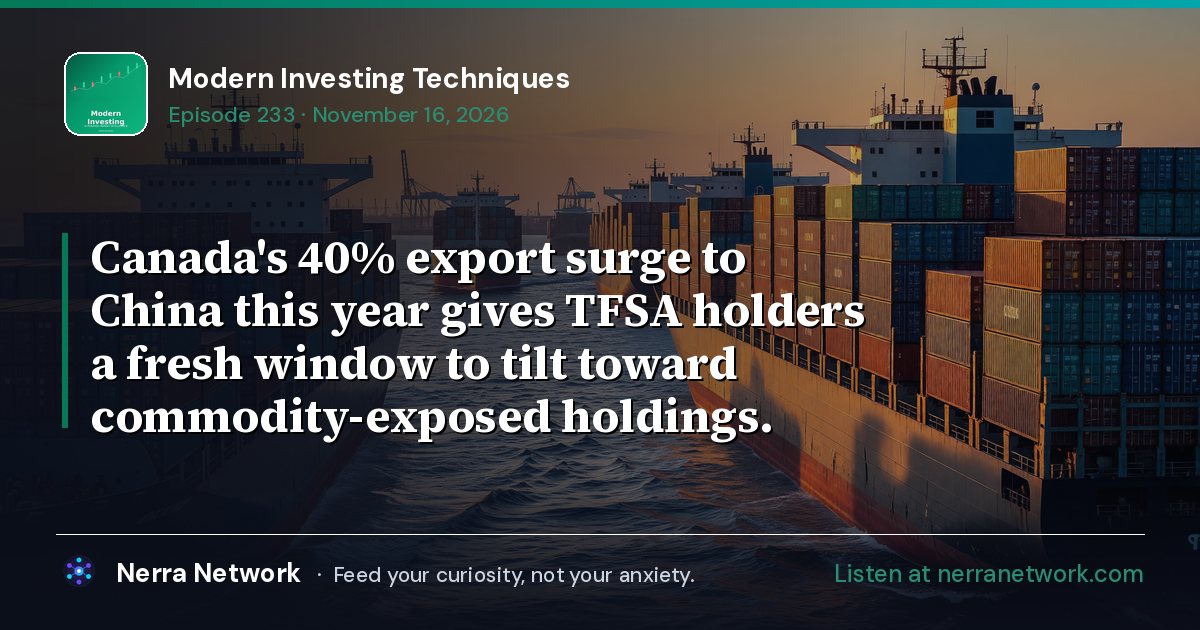 Modern Investing Techniques
Episode 233 · November 16, 2026
Modern
Investing
Canada's 40% export surge to
China this year gives TFSA holders
a fresh window to tilt toward
commodity-exposed holdings.
Nerra Network · Feed your curiosity, not your anxiety.
Listen at nerranetwork.com